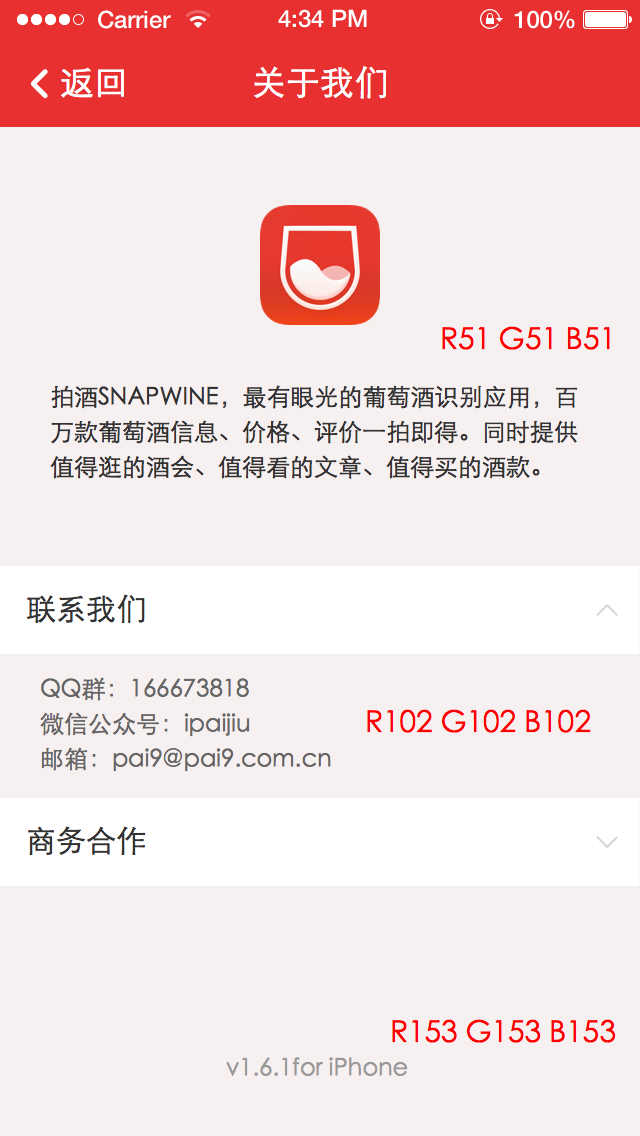 Carrier 4:34 PM 100%
返回 关于我们
R51 G51 B51
拍酒SNAPWINE，最有眼光的葡萄酒识别应用，百
万款葡萄酒信息、价格、评价一拍即得。同时提供
值得逛的酒会、值得看的文章、值得买的酒款。
联系我们
QQ群：166673818
微信公众号：ipaijiu
R102 G102 B102
邮箱：pai9@pai9.com.cn
商务合作
R153 G153 B153
v1.6.1for iPhone